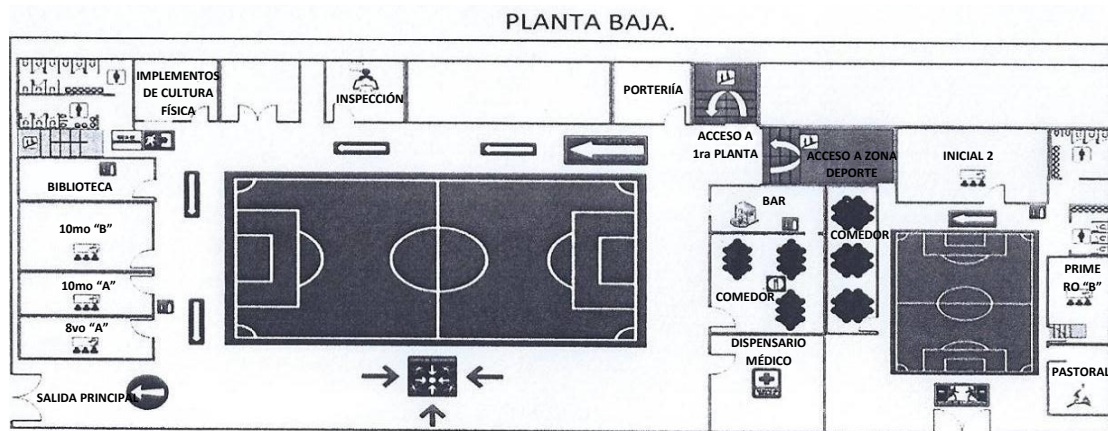 PLANTA BAJA.
IMPLEMENTOS
DE CULTURA
FÍSICA
INSPECCIÓN
PORTERIÍA
ACCESO A
1ra PLANTA
ACCESO A ZONA
DEPORTE
INICIAL 2
BIBLIOTECA
10mo “B”
10mo “A”
8vo “A”
SALIDA PRINCIPAL
BAR
COMEDOR
COMEDOR
DISPENSARIO
MÉDICO
PRIME
RO “B”
PASTORAL